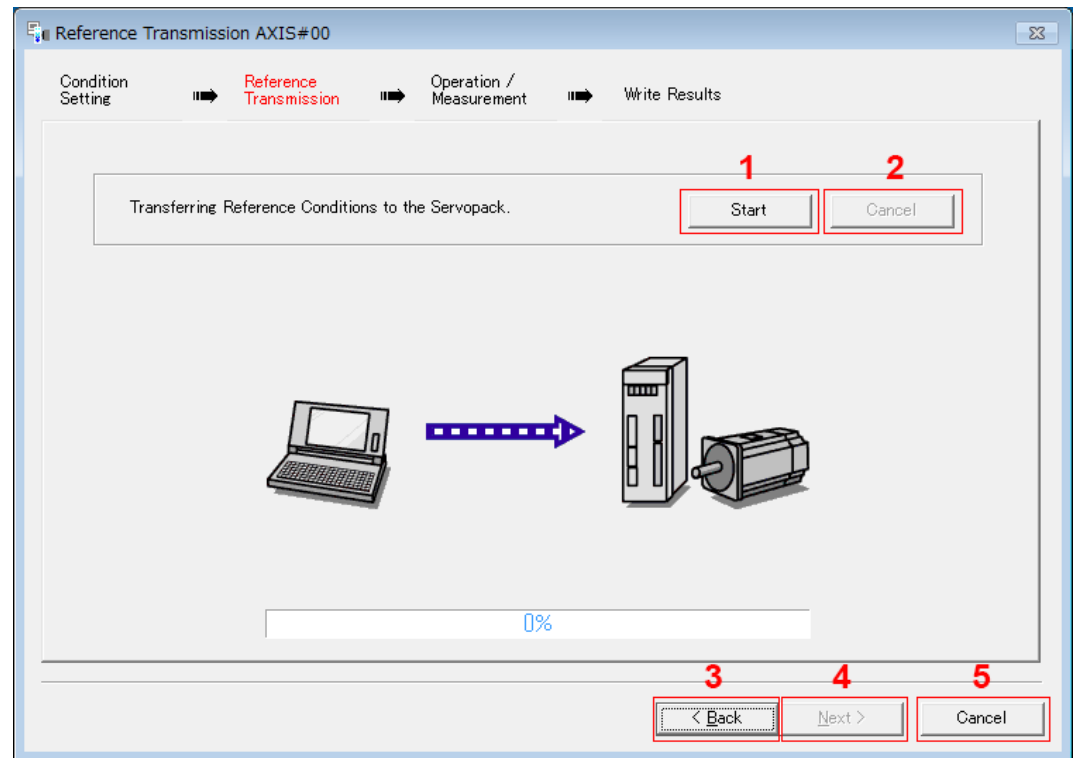 Reference Transmission AXIS#00
Condition Setting
Reference Transmission
Operation / Measurement
Write Results
1
2
Transferring Reference Conditions to the Servopack.
Start
Cancel
0%
3
4
5
< Back
Next >
Cancel